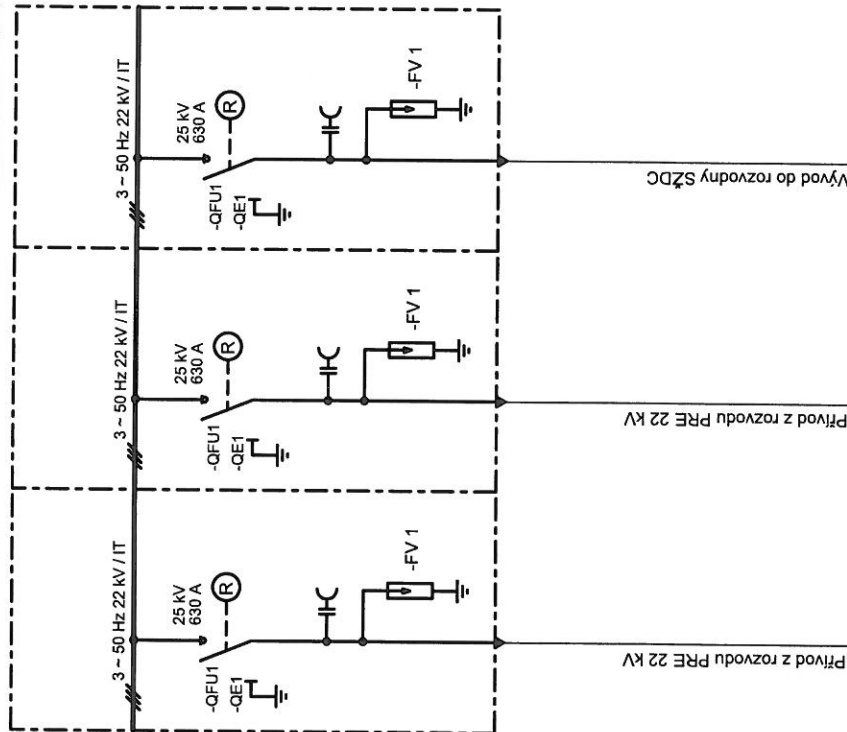 3 ~ 50 Hz 22 kV / IT
25 kV
630 A
R
-QFU1
-QE1
-FV 1
Přívod z rozvodu PRE 22 kV
3 ~ 50 Hz 22 kV / IT
25 kV
630 A
R
-QFU1
-QE1
-FV 1
Přívod z rozvodu PRE 22 kV
3 ~ 50 Hz 22 kV / IT
25 kV
630 A
R
-QFU1
-QE1
-FV 1
Vývod do rozvodny SŽDC